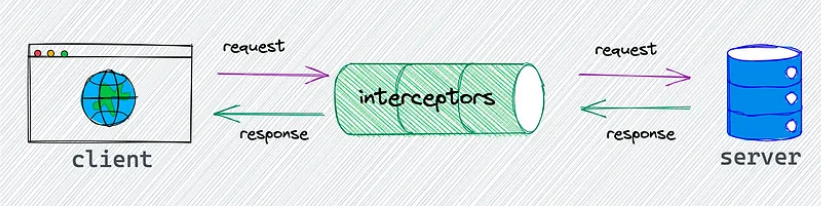 request
request
interceptors
response
response
client
server